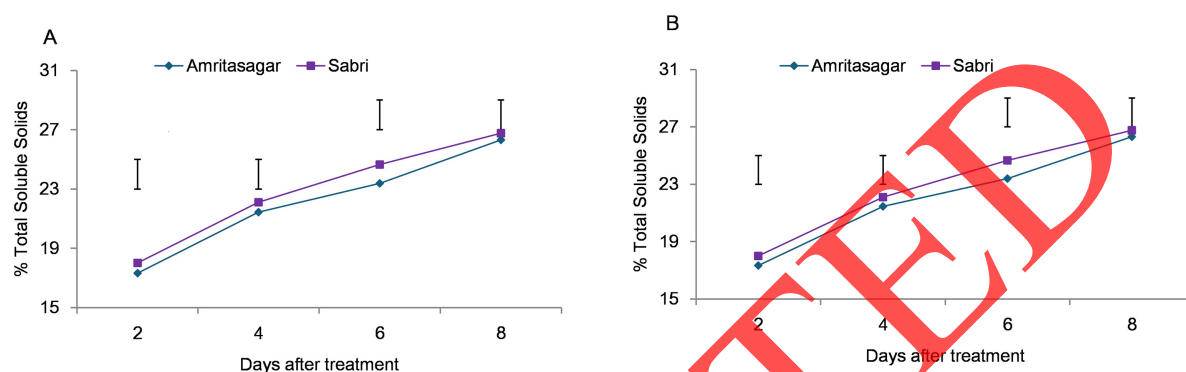 A
Amritasagar
Sabri
31
27
23
19
15
% Total Soluble Solids
2
4
6
8
Days after treatment
B
Amritasagar
Sabri
31
27
23
19
15
% Total Soluble Solids
2
4
6
8
Days after treatment
TED